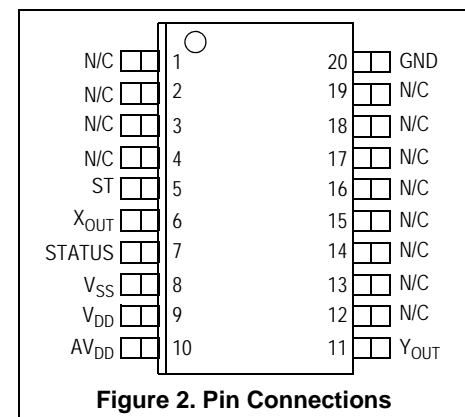 N/C 1 20 GND
N/C 2 19 N/C
N/C 3 18 N/C
N/C 4 17 N/C
ST 5 16 N/C
XOUT 6 15 N/C
STATUS 7 14 N/C
VSS 8 13 N/C
VDD 9 12 N/C
AVDD 10 11 YOUT
Figure 2. Pin Connections